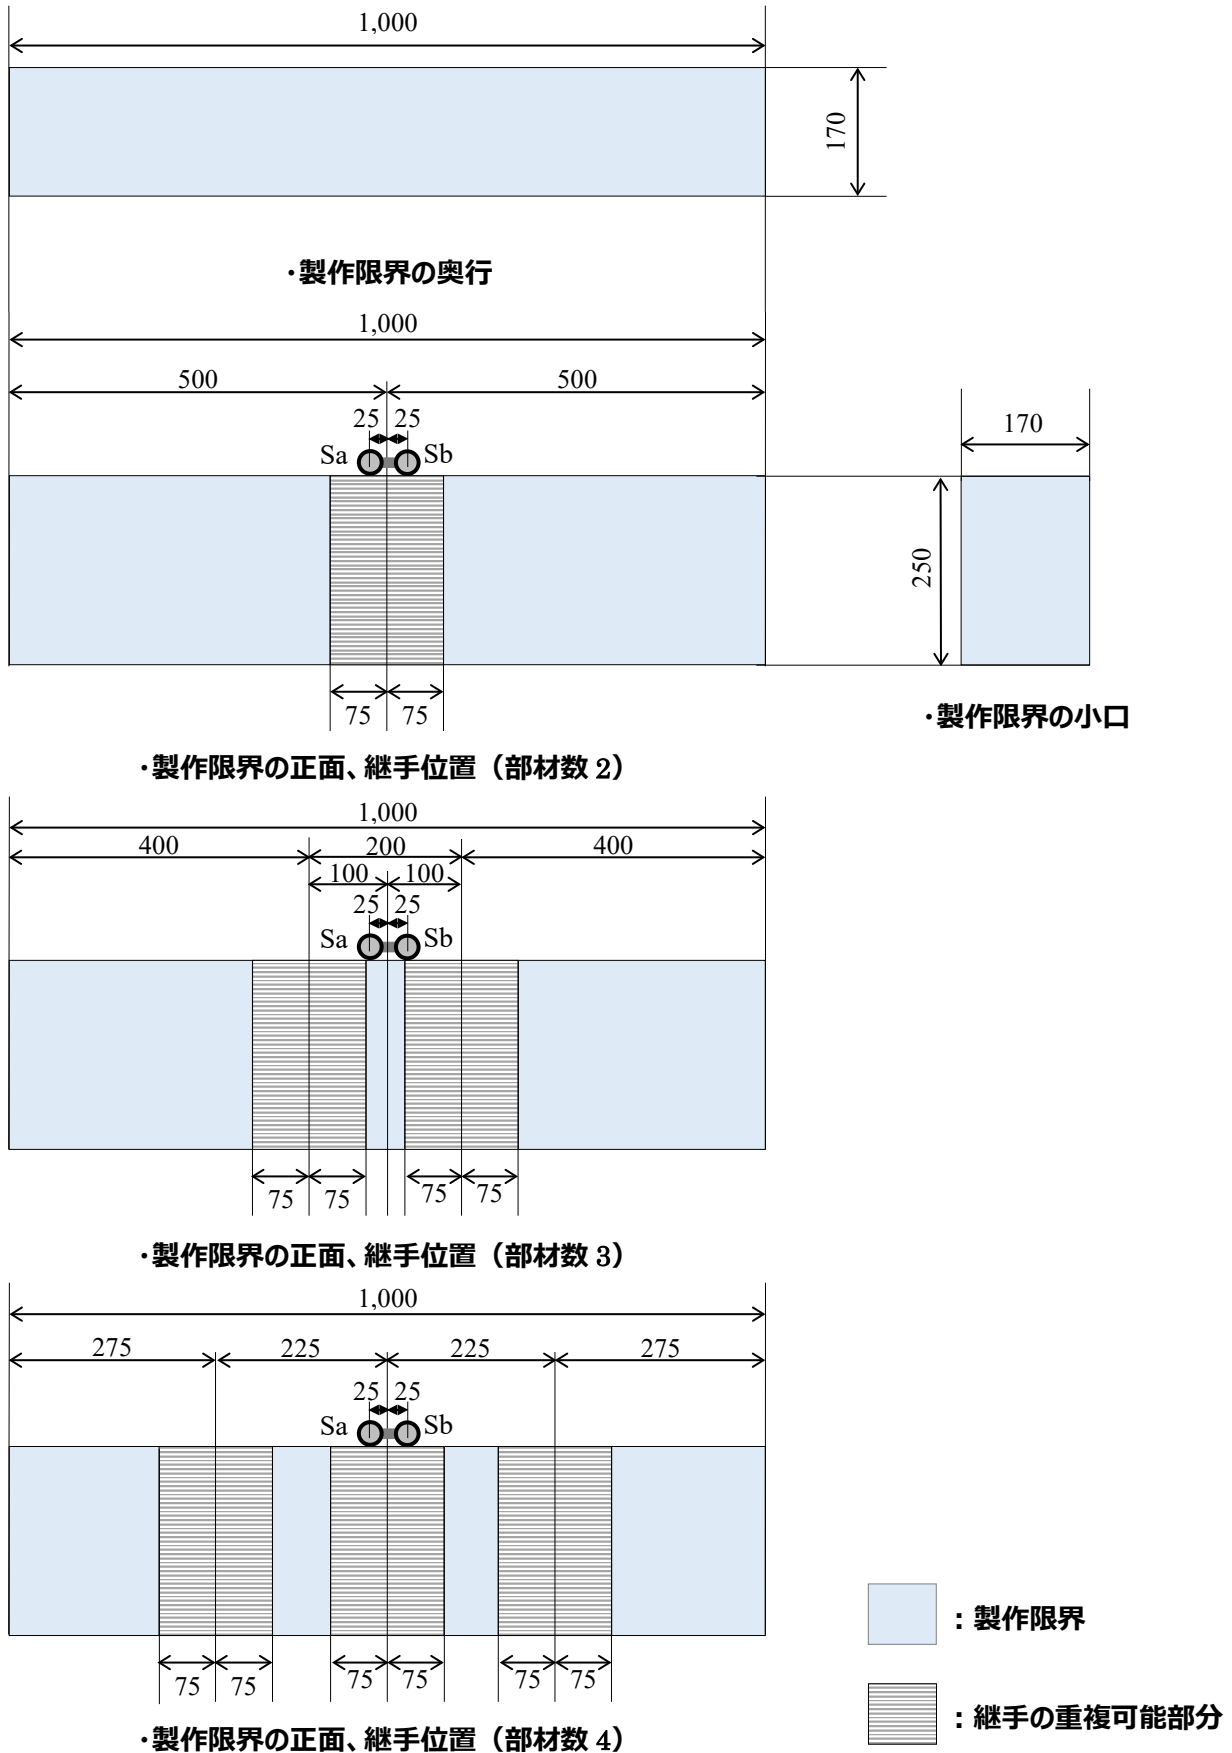 1,000
170
・製作限界の奥行
1,000
500 500
25 25
Sa Sb
170
250
75 75
・製作限界の小口
・製作限界の正面、継手位置（部材数 2）
1,000
400 200 400
100 100
25 25
Sa Sb
75 75 75 75
・製作限界の正面、継手位置（部材数 3）
1,000
275 225 225 275
25 25
Sa Sb
75 75 75 75 75 75
：製作限界
：継手の重複可能部分
・製作限界の正面、継手位置（部材数 4）